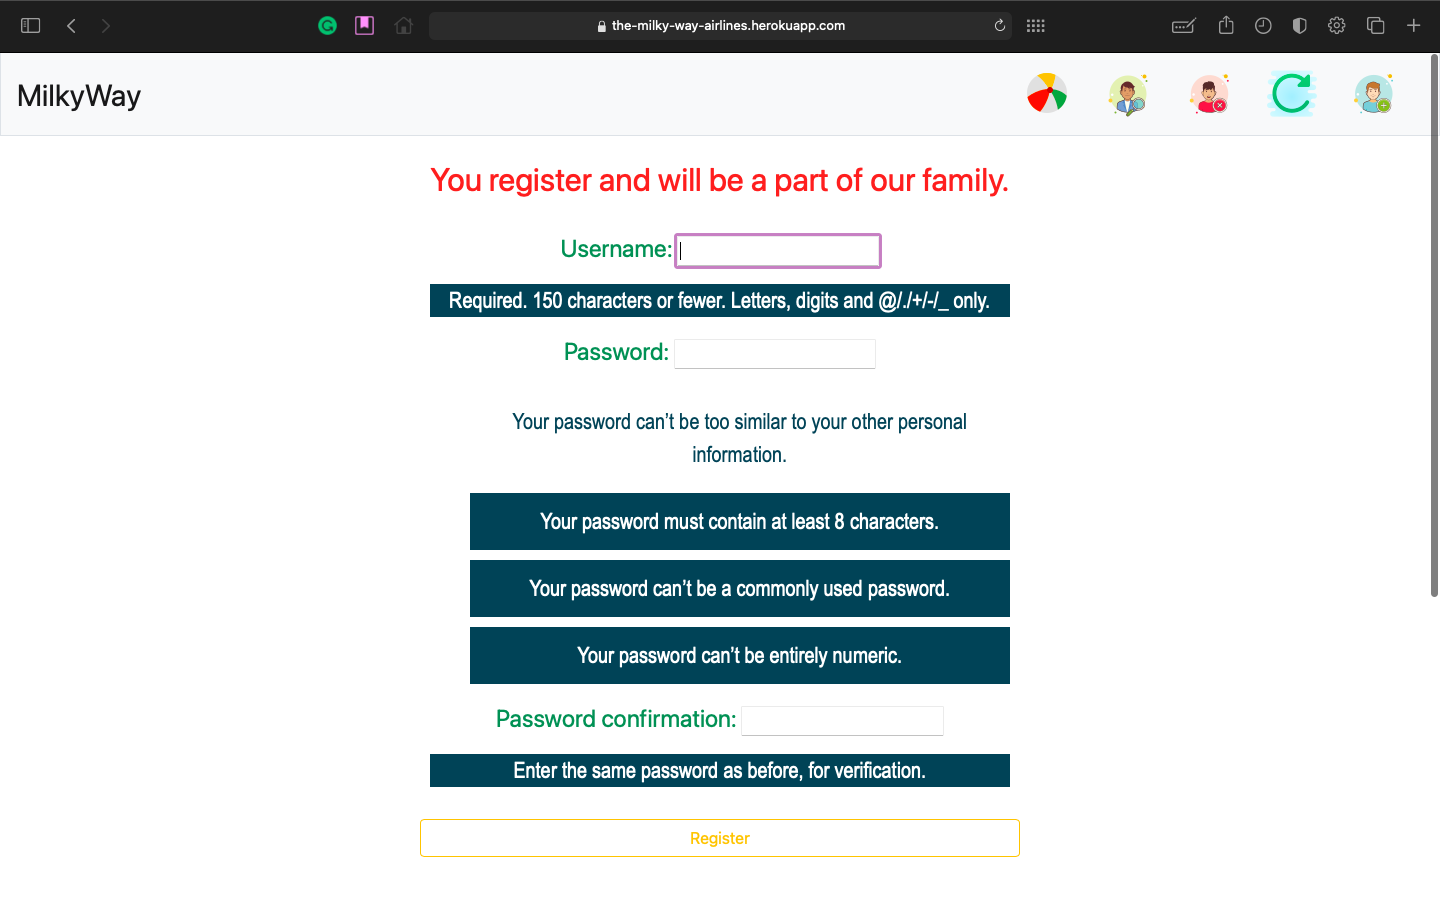 the-milky-way-airlines.herokuapp.com
MilkyWay
You register and will be a part of our family.
Username:
Required. 150 characters or fewer. Letters, digits and @/./+/-/_ only.
Password:
Your password can’t be too similar to your other personal
information.
Your password must contain at least 8 characters.
Your password can’t be a commonly used password.
Your password can’t be entirely numeric.
Password confirmation:
Enter the same password as before, for verification.
Register